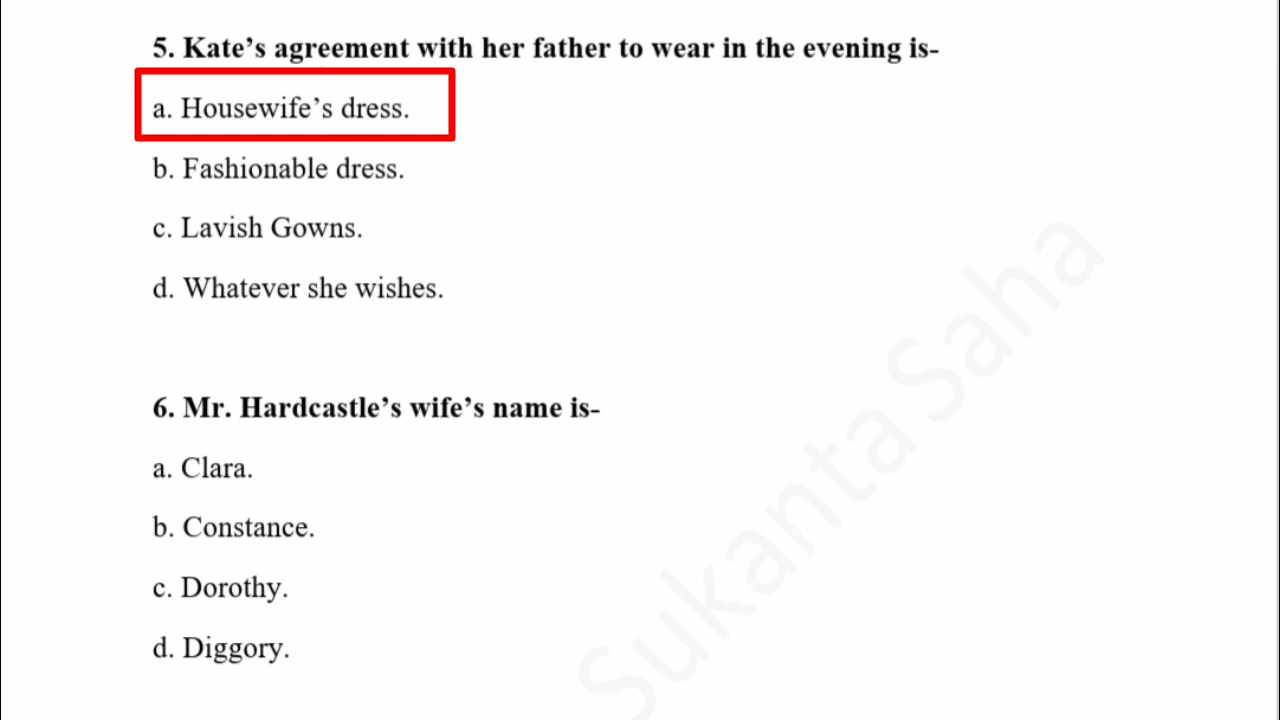 5. Kate’s agreement with her father to wear in the evening is-
a. Housewife’s dress.
b. Fashionable dress.
c. Lavish Gowns.
d. Whatever she wishes.
6. Mr. Hardcastle’s wife’s name is-
a. Clara.
b. Constance.
c. Dorothy.
d. Diggory.
Sukanta Saha